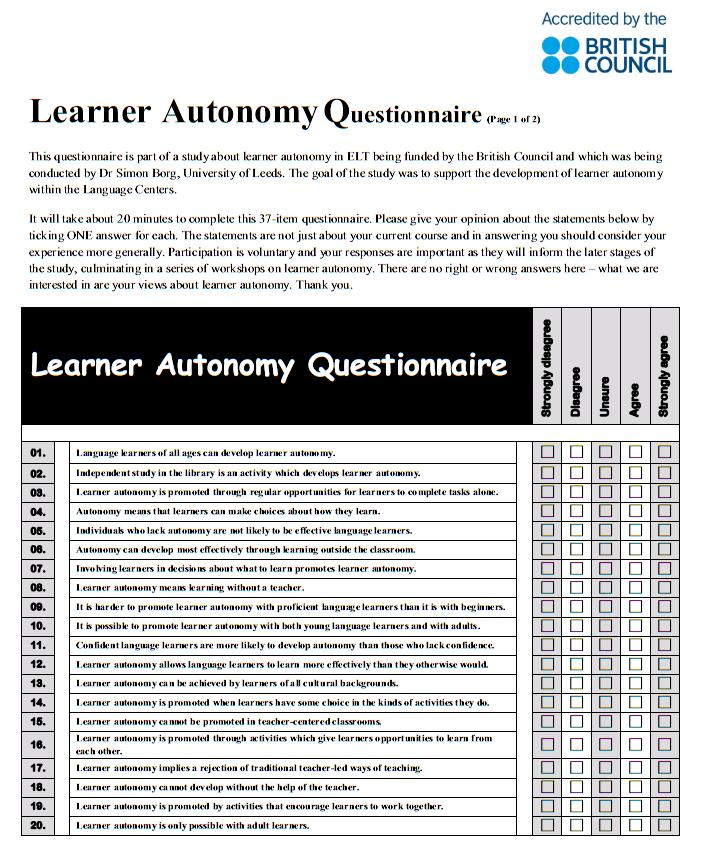 Accredited by the
BRITISH
COUNCIL
Learner Autonomy Questionnaire (Page 1 of 2)
This questionnaire is part of a study about learner autonomy in ELT being funded by the British Council and which was being
conducted by Dr Simon Borg, University of Leeds. The goal of the study was to support the development of learner autonomy
within the Language Centers.
It will take about 20 minutes to complete this 37-item questionnaire. Please give your opinion about the statements below by
ticking ONE answer for each. The statements are not just about your current course and in answering you should consider your
experience more generally. Participation is voluntary and your responses are important as they will inform the later stages of
the study, culminating in a series of workshops on learner autonomy. There are no right or wrong answers here – what we are
interested in are your views about learner autonomy. Thank you.
Learner Autonomy Questionnaire
Strongly disagree
Disagree
Unsure
Agree
Strongly agree
01. Language learners of all ages can develop learner autonomy.
02. Independent study in the library is an activity which develops learner autonomy.
03. Learner autonomy is promoted through regular opportunities for learners to complete tasks alone.
04. Autonomy means that learners can make choices about how they learn.
05. Individuals who lack autonomy are not likely to be effective language learners.
06. Autonomy can develop most effectively through learning outside the classroom.
07. Involving learners in decisions about what to learn promotes learner autonomy.
08. Learner autonomy means learning without a teacher.
09. It is harder to promote learner autonomy with proficient language learners than it is with beginners.
10. It is possible to promote learner autonomy with both young language learners and with adults.
11. Confident language learners are more likely to develop autonomy than those who lack confidence.
12. Learner autonomy allows language learners to learn more effectively than they otherwise would.
13. Learner autonomy can be achieved by learners of all cultural backgrounds.
14. Learner autonomy is promoted when learners have some choice in the kinds of activities they do.
15. Learner autonomy cannot be promoted in teacher-centered classrooms.
16. Learner autonomy is promoted through activities which give learners opportunities to learn from
each other.
17. Learner autonomy implies a rejection of traditional teacher-led ways of teaching.
18. Learner autonomy cannot develop without the help of the teacher.
19. Learner autonomy is promoted by activities that encourage learners to work together.
20. Learner autonomy is only possible with adult learners.